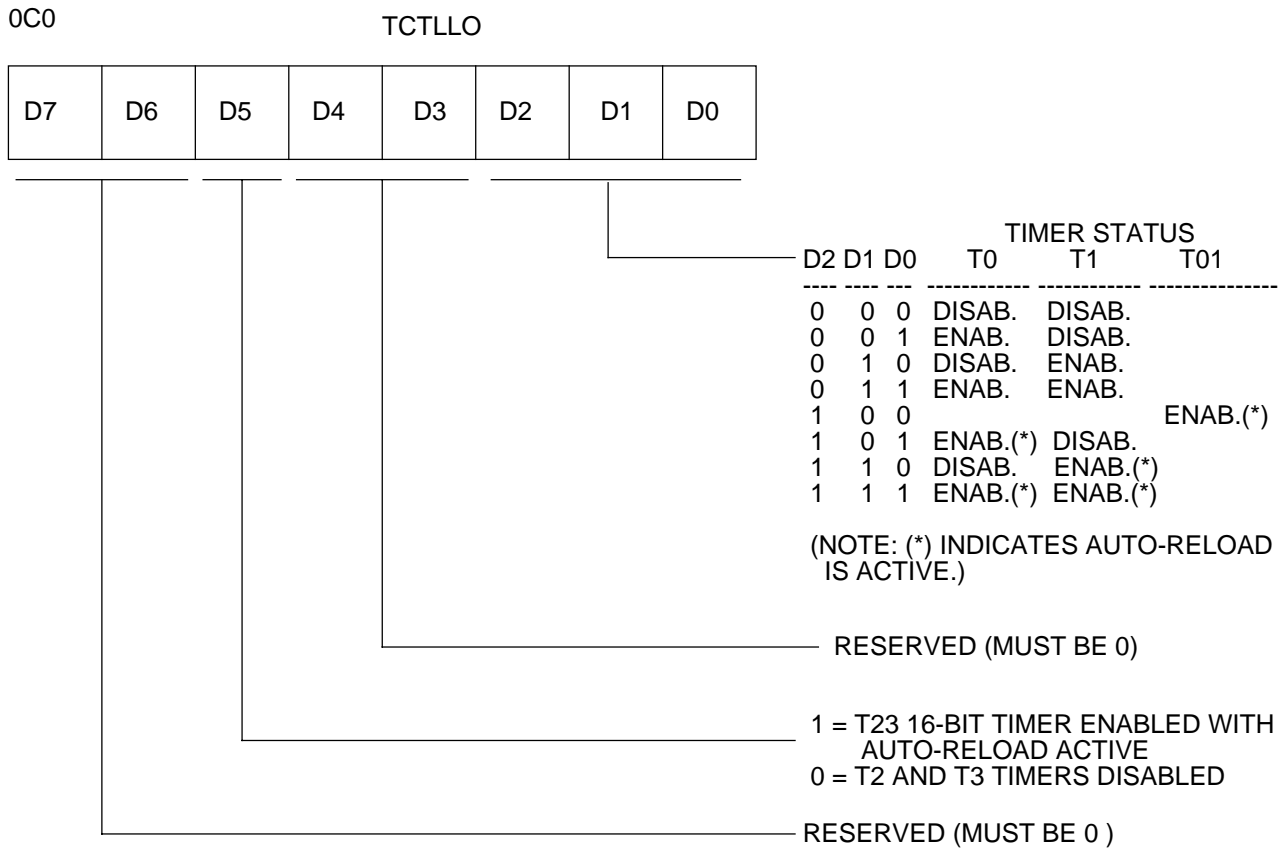 0C0
TCTLLO
D7 D6 D5 D4 D3 D2 D1 D0
TIMER STATUS
D2 D1 D0 T0 T1 T01
---- ---- --- ------------ ------------ ---------------
0 0 0 DISAB. DISAB.
0 0 1 ENAB. DISAB.
0 1 0 DISAB. ENAB.
0 1 1 ENAB. ENAB.
1 0 0 ENAB.(*)
1 0 1 ENAB.(*) DISAB.
1 1 0 DISAB. ENAB.(*)
1 1 1 ENAB.(*) ENAB.(*)
(NOTE: (*) INDICATES AUTO-RELOAD
IS ACTIVE.)
RESERVED (MUST BE 0)
1 = T23 16-BIT TIMER ENABLED WITH
AUTO-RELOAD ACTIVE
0 = T2 AND T3 TIMERS DISABLED
RESERVED (MUST BE 0 )